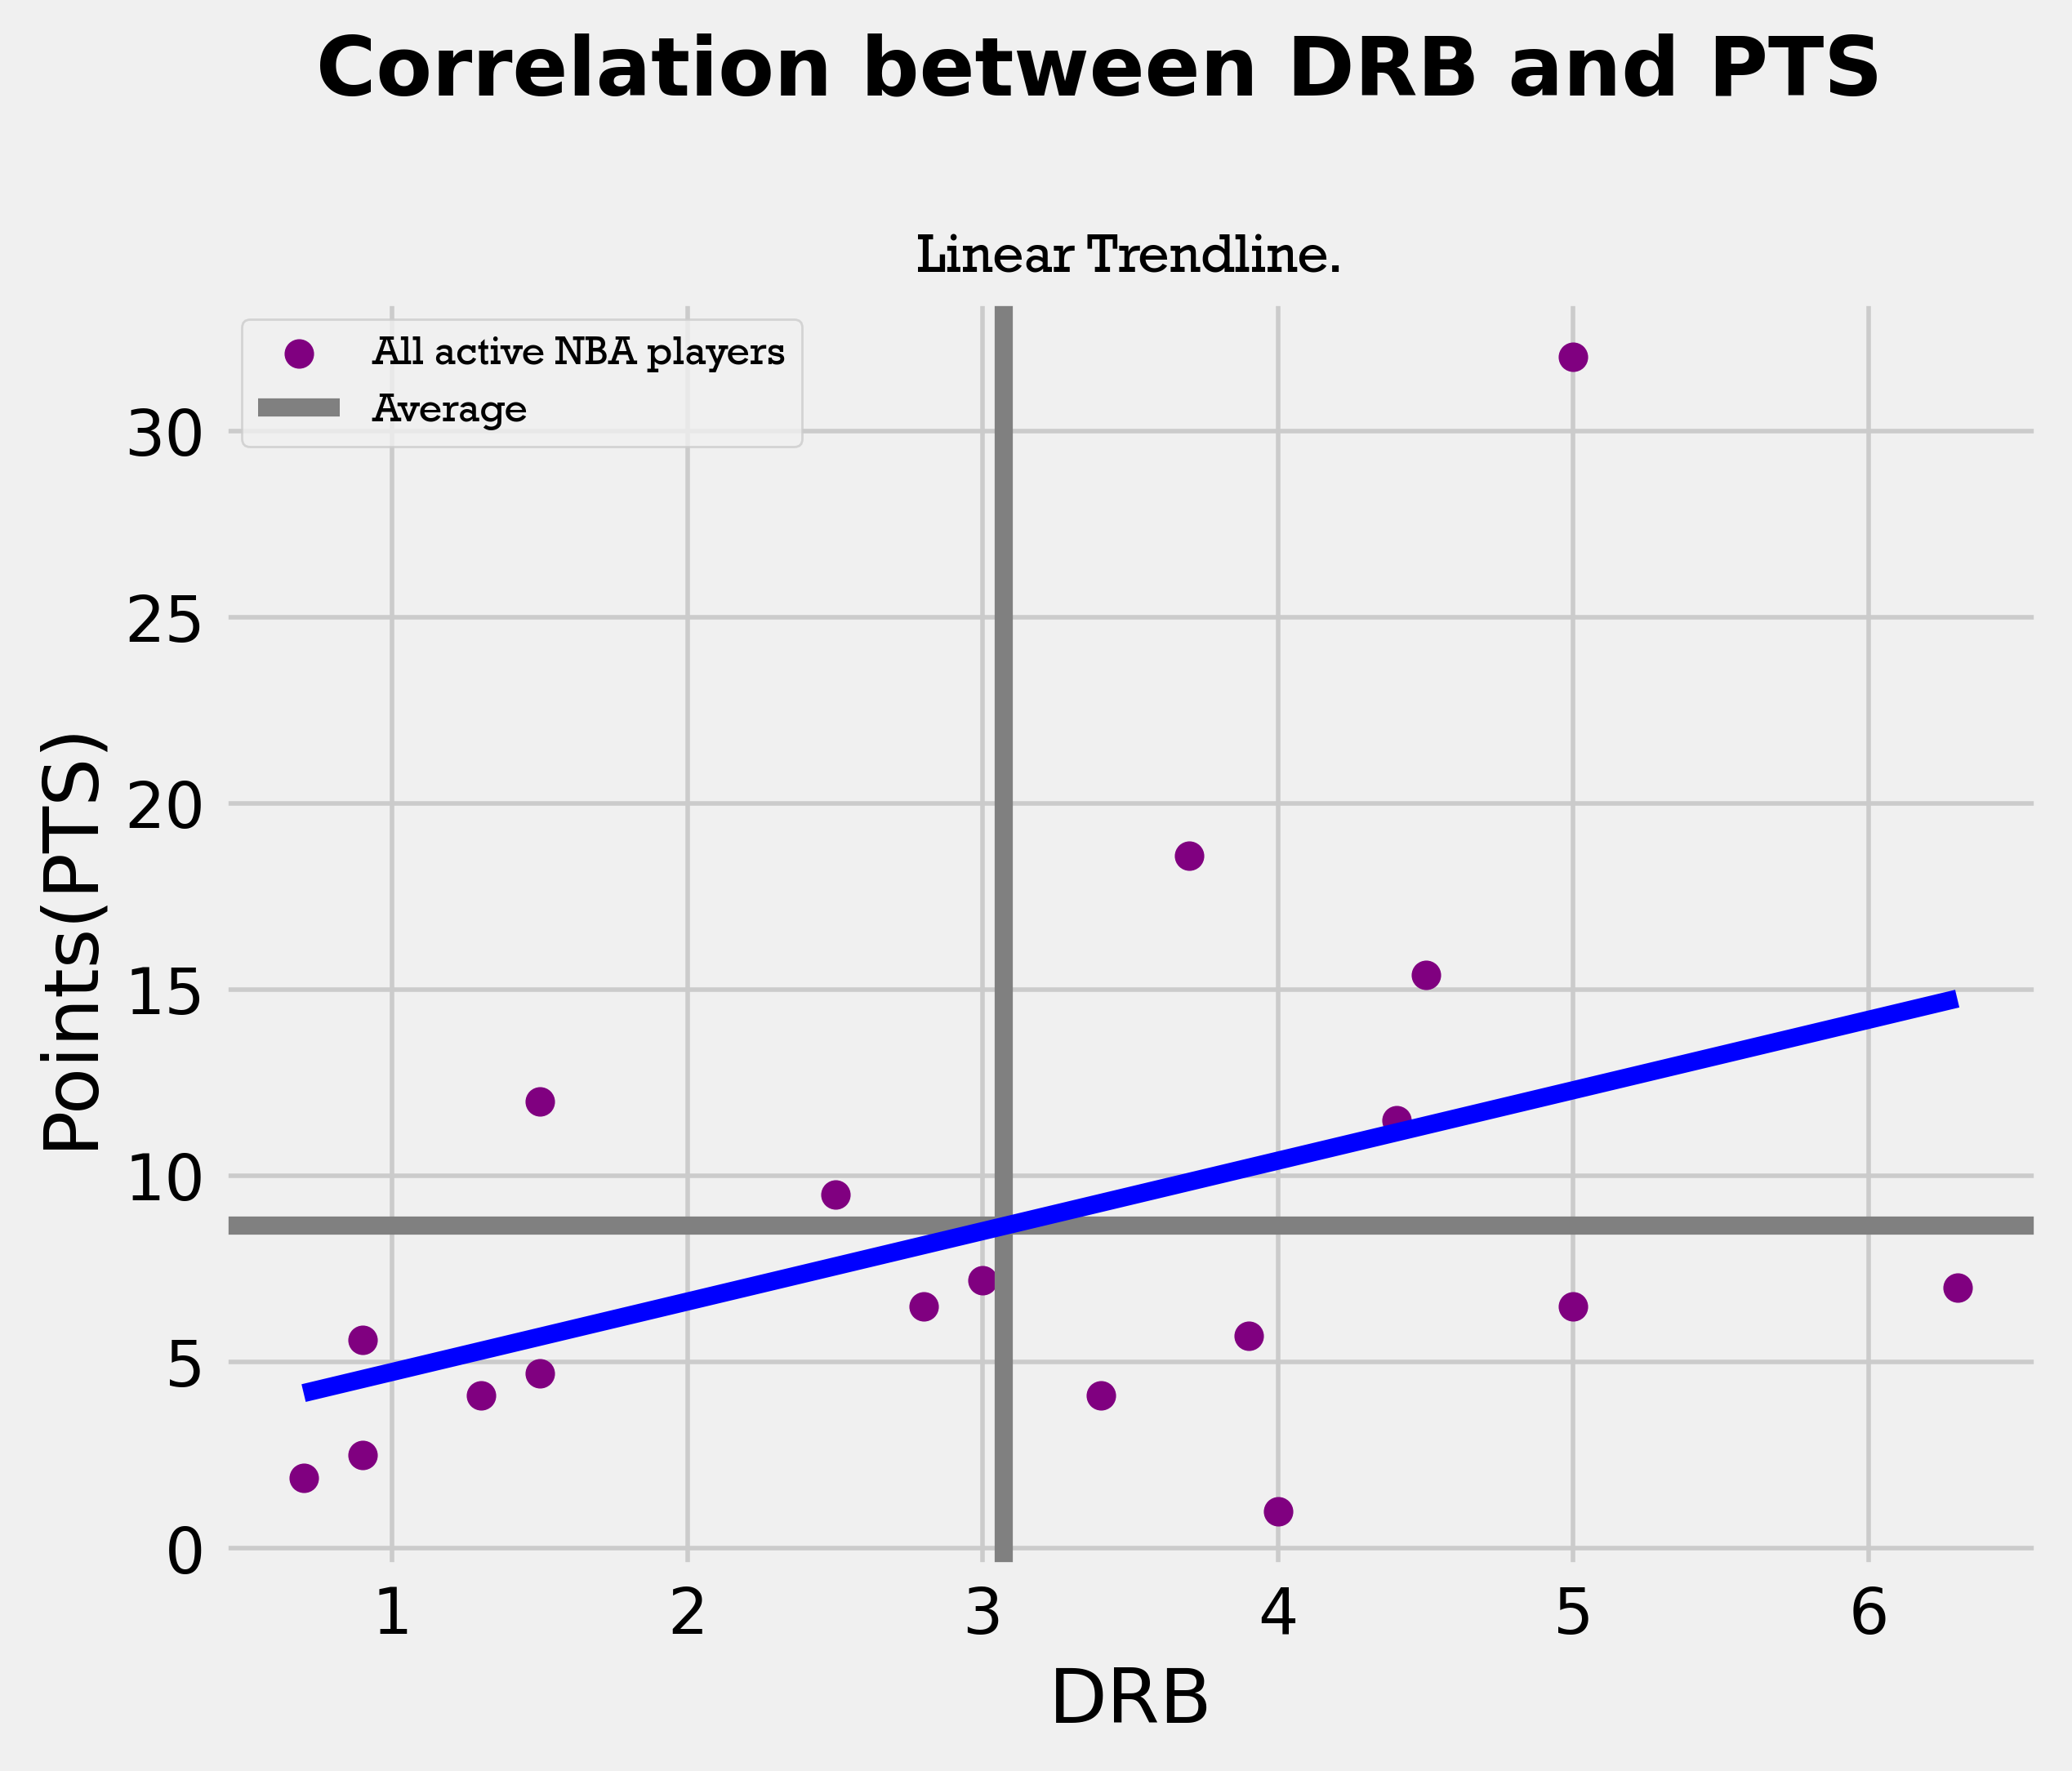 Correlation between DRB and PTS
Linear Trendline.
All active NBA players
Average
Points(PTS)
30
25
20
15
10
5
0
1 2 3 4 5 6
DRB